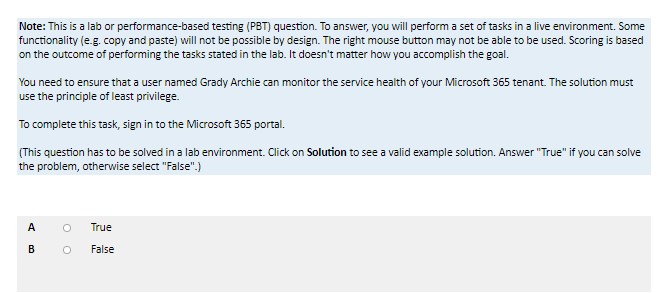 Note: This is a lab or performance-based testing (PBT) question. To answer, you will perform a set of tasks in a live environment. Some
functionality (e.g. copy and paste) will not be possible by design. The right mouse button may not be able to be used. Scoring is based
on the outcome of performing the tasks stated in the lab. It doesn't matter how you accomplish the goal.
You need to ensure that a user named Grady Archie can monitor the service health of your Microsoft 365 tenant. The solution must
use the principle of least privilege.
To complete this task, sign in to the Microsoft 365 portal.
(This question has to be solved in a lab environment. Click on Solution to see a valid example solution. Answer "True" if you can solve
the problem, otherwise select "False".)
A True
B False